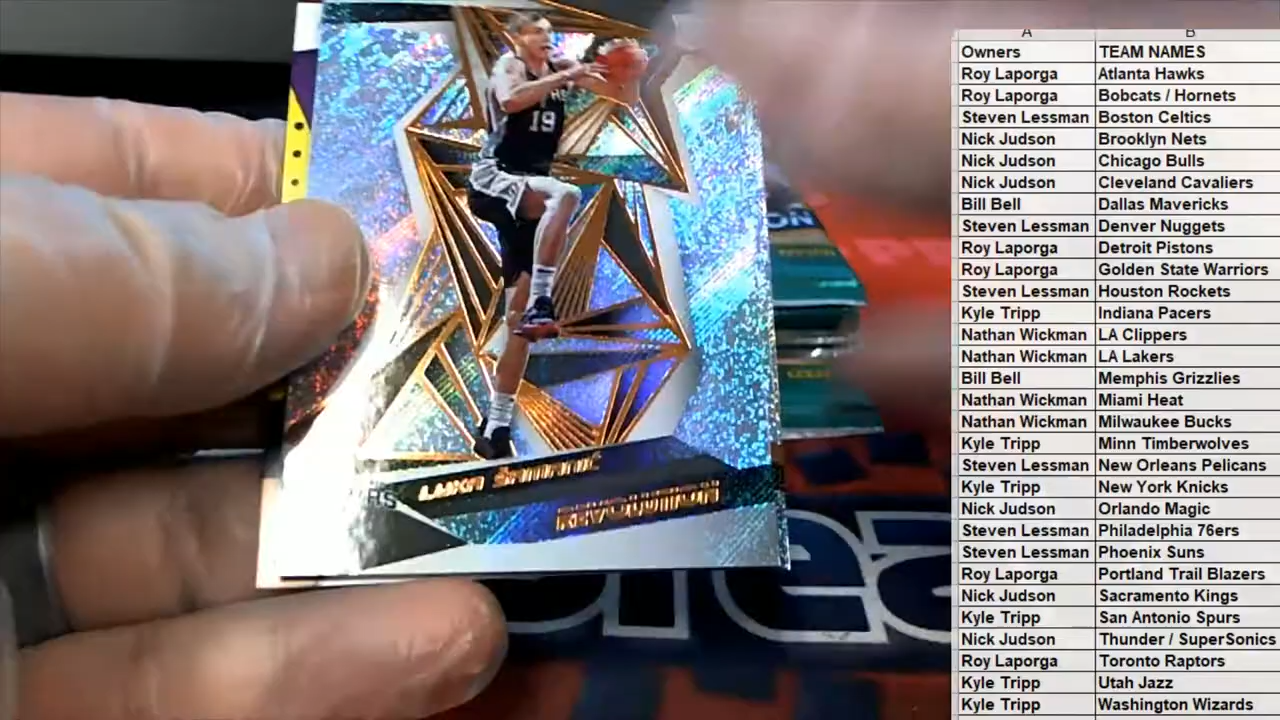 19
LUKA ŠAMANIĆ
REVOLUTION
RS
ON
A B
Owners TEAM NAMES
Roy Laporga Atlanta Hawks
Roy Laporga Bobcats / Hornets
Steven Lessman Boston Celtics
Nick Judson Brooklyn Nets
Nick Judson Chicago Bulls
Nick Judson Cleveland Cavaliers
Bill Bell Dallas Mavericks
Steven Lessman Denver Nuggets
Roy Laporga Detroit Pistons
Roy Laporga Golden State Warriors
Steven Lessman Houston Rockets
Kyle Tripp Indiana Pacers
Nathan Wickman LA Clippers
Nathan Wickman LA Lakers
Bill Bell Memphis Grizzlies
Nathan Wickman Miami Heat
Nathan Wickman Milwaukee Bucks
Kyle Tripp Minn Timberwolves
Steven Lessman New Orleans Pelicans
Kyle Tripp New York Knicks
Nick Judson Orlando Magic
Steven Lessman Philadelphia 76ers
Steven Lessman Phoenix Suns
Roy Laporga Portland Trail Blazers
Nick Judson Sacramento Kings
Kyle Tripp San Antonio Spurs
Nick Judson Thunder / SuperSonics
Roy Laporga Toronto Raptors
Kyle Tripp Utah Jazz
Kyle Tripp Washington Wizards